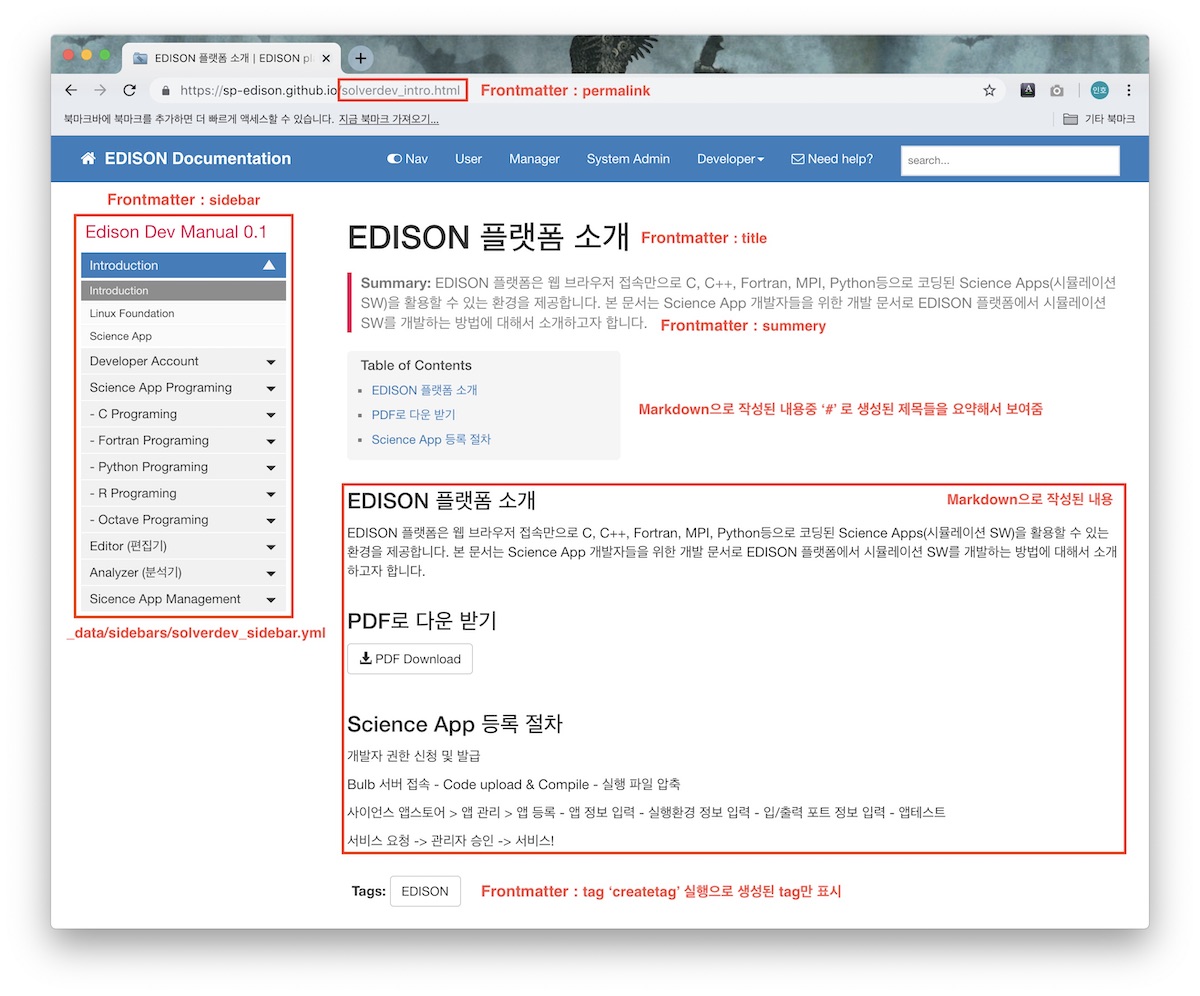 EDISON 플랫폼 소개 | EDISON pl
https://sp-edison.github.io/solverdev_intro.html
Frontmatter : permalink
인호
북마크바에 북마크를 추가하면 더 빠르게 액세스할 수 있습니다. 지금 북마크 가져오기...
기타 북마크
EDISON Documentation
Nav
User
Manager
System Admin
Developer
Need help?
search...
Frontmatter : sidebar
Edison Dev Manual 0.1
Introduction
Introduction
Linux Foundation
Science App
Developer Account
Science App Programing
- C Programing
- Fortran Programing
- Python Programing
- R Programing
- Octave Programing
Editor (편집기)
Analyzer (분석기)
Sicence App Management
_data/sidebars/solverdev_sidebar.yml
EDISON 플랫폼 소개
Frontmatter : title
Summary: EDISON 플랫폼은 웹 브라우저 접속만으로 C, C++, Fortran, MPI, Python등으로 코딩된 Science Apps(시뮬레이션
SW)을 활용할 수 있는 환경을 제공합니다. 본 문서는 Science App 개발자들을 위한 개발 문서로 EDISON 플랫폼에서 시뮬레이션
SW를 개발하는 방법에 대해서 소개하고자 합니다.
Frontmatter : summery
Table of Contents
EDISON 플랫폼 소개
PDF로 다운 받기
Science App 등록 절차
Markdown으로 작성된 내용중 ‘#’ 로 생성된 제목들을 요약해서 보여줌
EDISON 플랫폼 소개
Markdown으로 작성된 내용
EDISON 플랫폼은 웹 브라우저 접속만으로 C, C++, Fortran, MPI, Python등으로 코딩된 Science Apps(시뮬레이션 SW)을 활용할 수 있는
환경을 제공합니다. 본 문서는 Science App 개발자들을 위한 개발 문서로 EDISON 플랫폼에서 시뮬레이션 SW를 개발하는 방법에 대해서 소개
하고자 합니다.
PDF로 다운 받기
PDF Download
Science App 등록 절차
개발자 권한 신청 및 발급
Bulb 서버 접속 - Code upload & Compile - 실행 파일 압축
사이언스 앱스토어 > 앱 관리 > 앱 등록 - 앱 정보 입력 - 실행환경 정보 입력 - 입/출력 포트 정보 입력 - 앱테스트
서비스 요청 -> 관리자 승인 -> 서비스!
Tags: EDISON
Frontmatter : tag ‘createtag’ 실행으로 생성된 tag만 표시